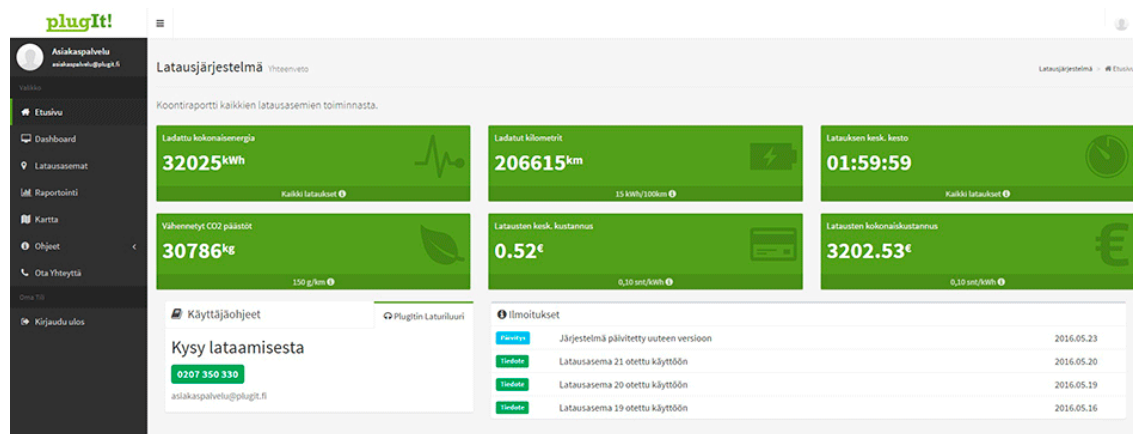 plugIt!
Asiakaspalvelu
asiakaspalvelu@plugit.fi
Valikko
Etusivu
Dashboard
Latausasemat
Raportointi
Kartta
Ohjeet
Ota Yhteyttä
Oma Tili
Kirjaudu ulos
Latausjärjestelmä Yhteenveto
Latausjärjestelmä > Etusivu
Koontiraportti kaikkien latausasemien toiminnasta.
Ladattu kokonaisenergia
32025kWh
Kaikki lataukset
Ladatut kilometrit
206615km
15 kWh/100km
Latauksen kesk. kesto
01:59:59
Kaikki lataukset
Vähennetyt CO2 päästöt
30786kg
150 g/km
Latausten kesk. kustannus
0.52€
0,10 snt/kWh
Latausten kokonaiskustannus
3202.53€
0,10 snt/kWh
Käyttäjäohjeet
PlugItin Laturiluuri
Kysy lataamisesta
0207 350 330
asiakaspalvelu@plugit.fi
Ilmoitukset
Päivitys Järjestelmä päivitetty uuteen versioon 2016.05.23
Tiedote Latausasema 21 otettu käyttöön 2016.05.20
Tiedote Latausasema 20 otettu käyttöön 2016.05.19
Tiedote Latausasema 19 otettu käyttöön 2016.05.16